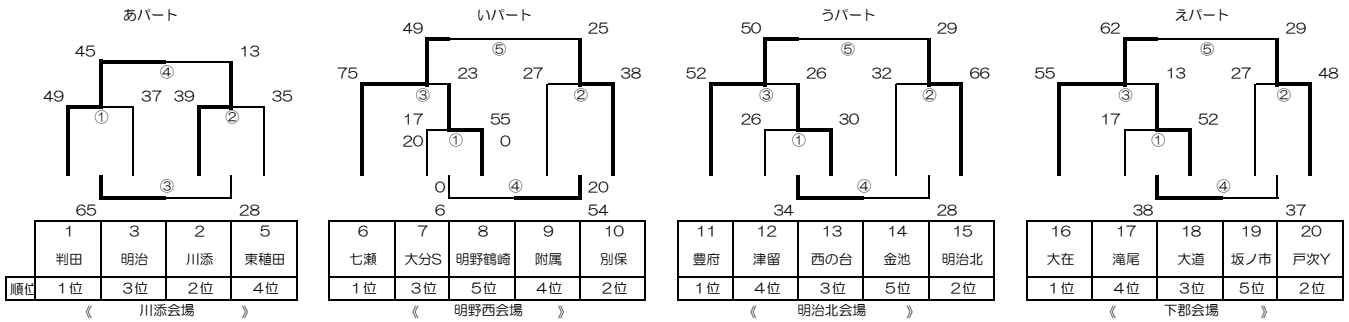 あパート いパート うパート えパート
49 25 50 29 62 29
45 13 ⑤ ⑤ ⑤
④ 75 23 27 38 52 26 32 66 55 13 27 48
49 37 39 35 ③ ② ③ ② ③ ②
① ② 17 55 26 30 17 52
20 ① 0 ① ①
③ 0 ④ 20 ④ ④
65 28 6 54 34 28 38 37
1 3 2 5 6 7 8 9 10 11 12 13 14 15 16 17 18 19 20
判田 明治 川添 東稙田 七瀬 大分S 明野鶴崎 附属 別保 豊府 津留 西の台 金池 明治北 大在 滝尾 大道 坂ノ市 戸次Y
順位 1位 3位 2位 4位 1位 3位 5位 4位 2位 1位 4位 3位 5位 2位 1位 4位 3位 5位 2位
《 川添会場 》 《 明野西会場 》 《 明治北会場 》 《 下郡会場 》